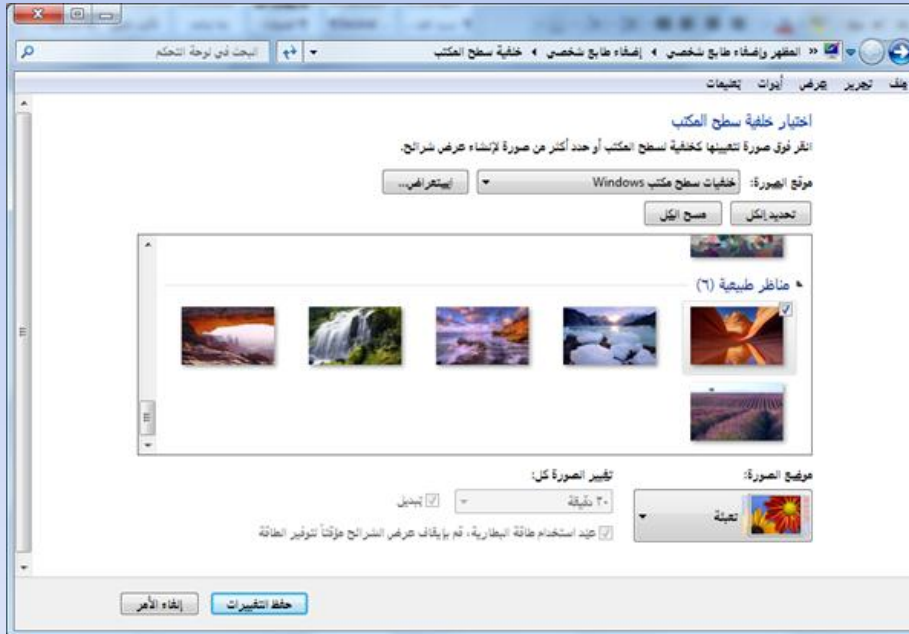 « المظهر وإضفاء طابع شخصي ‹ إضفاء طابع شخصي ‹ خلفية سطح المكتب
البحث في لوحة التحكم
تحرير عرض أدوات تعليمات
اختيار خلفية سطح المكتب
انقر فوق صورة لتعيينها كخلفية لسطح المكتب أو حدد أكثر من صورة لإنشاء عرض شرائح.
موقع الصورة: خلفيات سطح مكتب Windows استعراض...
تحديد الكل مسح الكل
مناظر طبيعية (٦)
موضع الصورة: تغيير الصورة كل:
تعبئة ٣٠ دقيقة تبديل
عند استخدام طاقة البطارية، قم بإيقاف عرض الشرائح مؤقتاً لتوفير الطاقة
حفظ التغييرات إلغاء الأمر